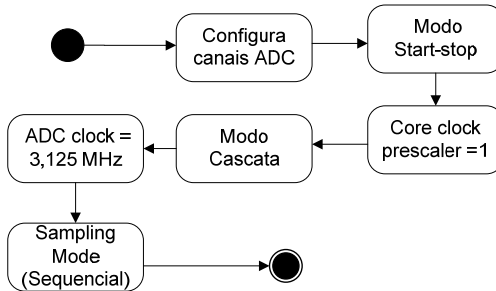 Configura
canais ADC
Modo
Start-stop
Core clock
prescaler =1
Modo
Cascata
ADC clock =
3,125 MHz
Sampling
Mode
(Sequencial)